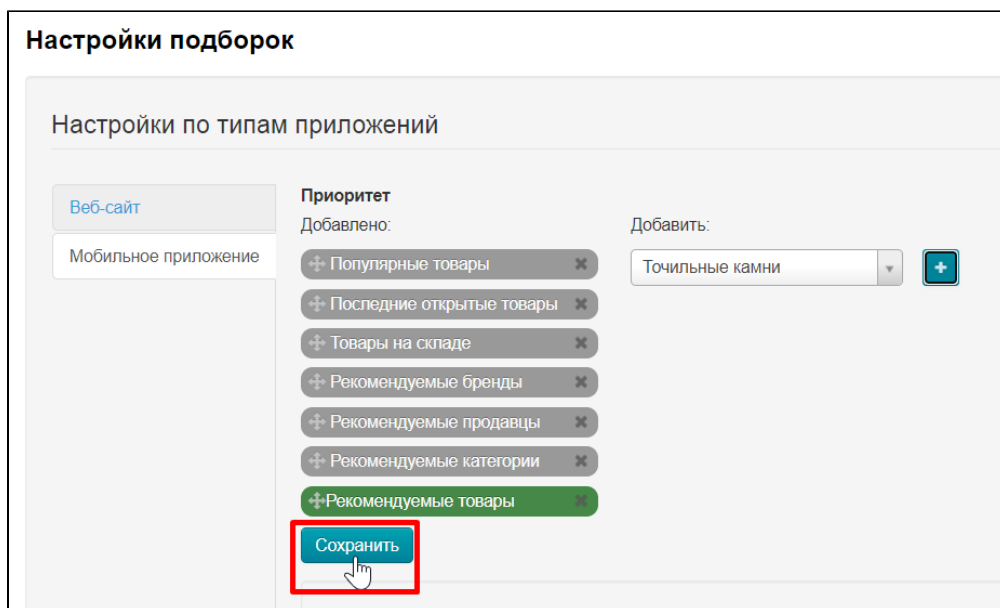 Настройки подборок
Настройки по типам приложений
Веб-сайт
Мобильное приложение
Приоритет
Добавлено:
Популярные товары
Последние открытые товары
Товары на складе
Рекомендуемые бренды
Рекомендуемые продавцы
Рекомендуемые категории
Рекомендуемые товары
Сохранить
Добавить:
Точильные камни